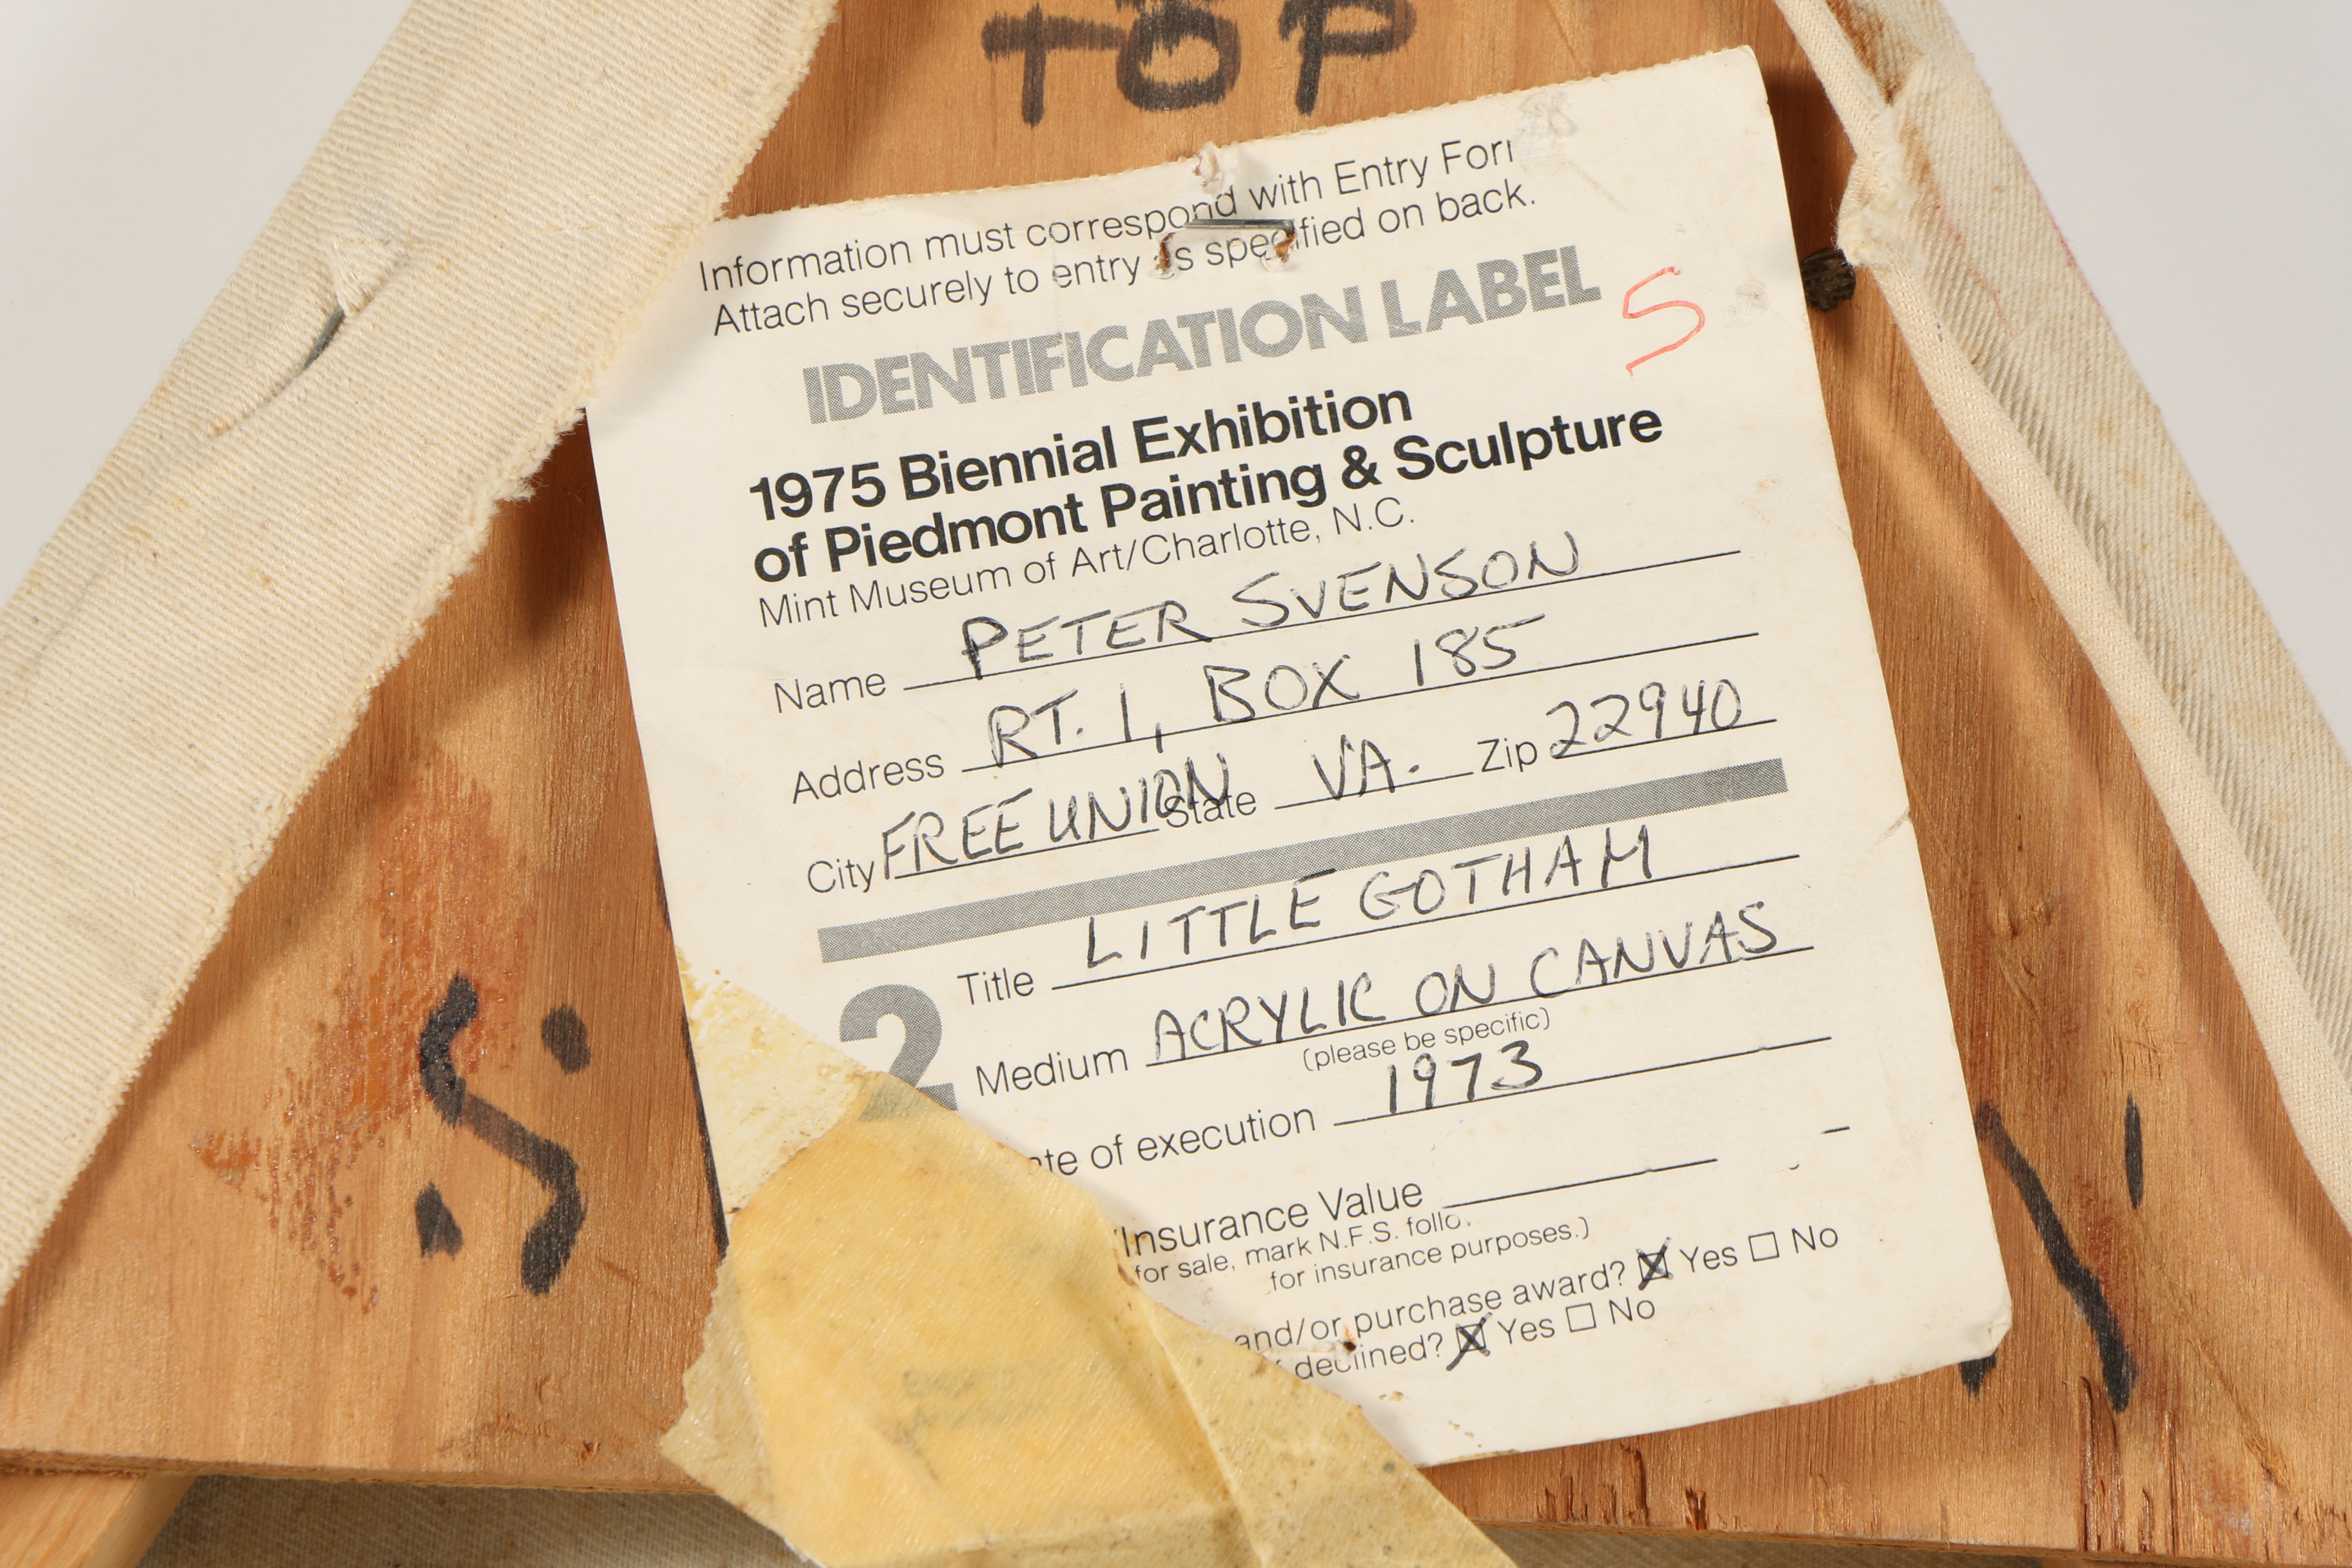 TOP
Information must correspond with Entry For
Attach securely to entry as specified on back.
IDENTIFICATION LABEL
S
1975 Biennial Exhibition
of Piedmont Painting & Sculpture
Mint Museum of Art/Charlotte, N.C.
Name PETER SVENSON
Address RT. 1, BOX 185
City FREE UNION State VA. Zip 22940
2
Title LITTLE GOTHAM
Medium ACRYLIC ON CANVAS
(please be specific)
te of execution 1973
/Insurance Value
for sale, mark N.F.S. follo
for insurance purposes.)
and/or purchase award? ☒ Yes ☐ No
declined? ☒ Yes ☐ No